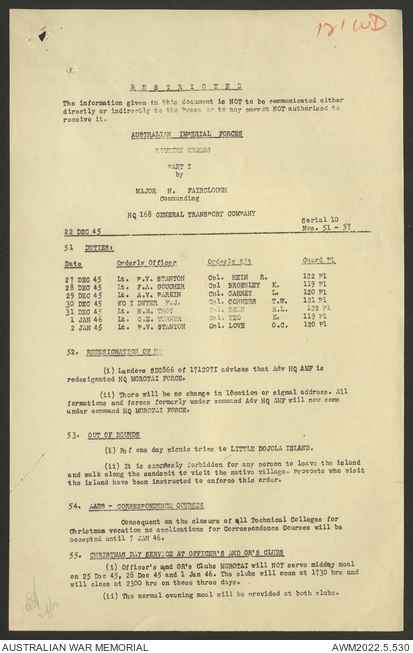 121 WD
R E S T R I C T E D
The information given in this document is NOT to be communicated either
directly or indirectly to the Press or to any person NOT authorised to
receive it.
AUSTRALIAN IMPERIAL FORCES
ROUTINE ORDERS
PART I
by
MAJOR H. FAIRCLOUGH
Commanding
HQ 168 GENERAL TRANSPORT COMPANY
Serial 10
22 DEC 45 Nos. 51 - 57
51 DUTIES:
Date Orderly Officer Orderly Sgt Guard Pl
27 DEC 45 Lt. P.V. STANTON Cpl. HEIN R. 122 Pl
28 DEC 45 Lt. F.A. GOUCHER Cpl BROWNLEY K. 119 Pl
29 DEC 45 Lt. A.V. PARKIN Cpl. CARNEY L. 120 Pl
30 DEC 45 WO I DWYER F.J. Cpl. CONNERS T.W. 121 Pl
31 DEC 45 Lt. E.M. Cpl. R.L. 122 Pl
1 JAN 46 Lt. TURNER Cpl. K. 119 Pl
2 JAN 45 Lt. P.V. STANTON Cpl. LOVE O.C. 120 Pl
52. REDESIGNATION OF
(i) Landops SD2866 of 171207I advises that Adv HQ AMF is
redesignated HQ MOROTAI FORCE.
(ii) There will be no change in location or signal address. All
formations and forces formerly under command Adv HQ AMF will now come
under command HQ MOROTAI FORCE.
53. OUT OF BOUNDS
(i) Ref one day picnic trips to LITTLE DOJOLA ISLAND.
(ii) It is expressly forbidden for any person to leave the island
and walk along the sandspit to visit the native village. Provosts who visit
the island have been instructed to enforce this order.
54. AAES - CORRESPONDENCE COURSES
Consequent on the closure of all Technical Colleges for
Christmas vocation no applications for Correspondence Courses will be
accepted until 7 JAN 46.
55. CHRISTMAS DAY SERVICE AT OFFICER'S AND OR'S CLUBS
(i) Officer's and OR's Clubs MOROTAI will NOT serve midday meal
on 25 Dec 45, 28 Dec 45 and 1 Jan 46. The clubs will open at 1730 hrs and
will close at 2300 hrs on these three days.
(ii) The normal evening meal will be provided at both clubs.
AUSTRALIAN WAR MEMORIAL AWM2022.5.530